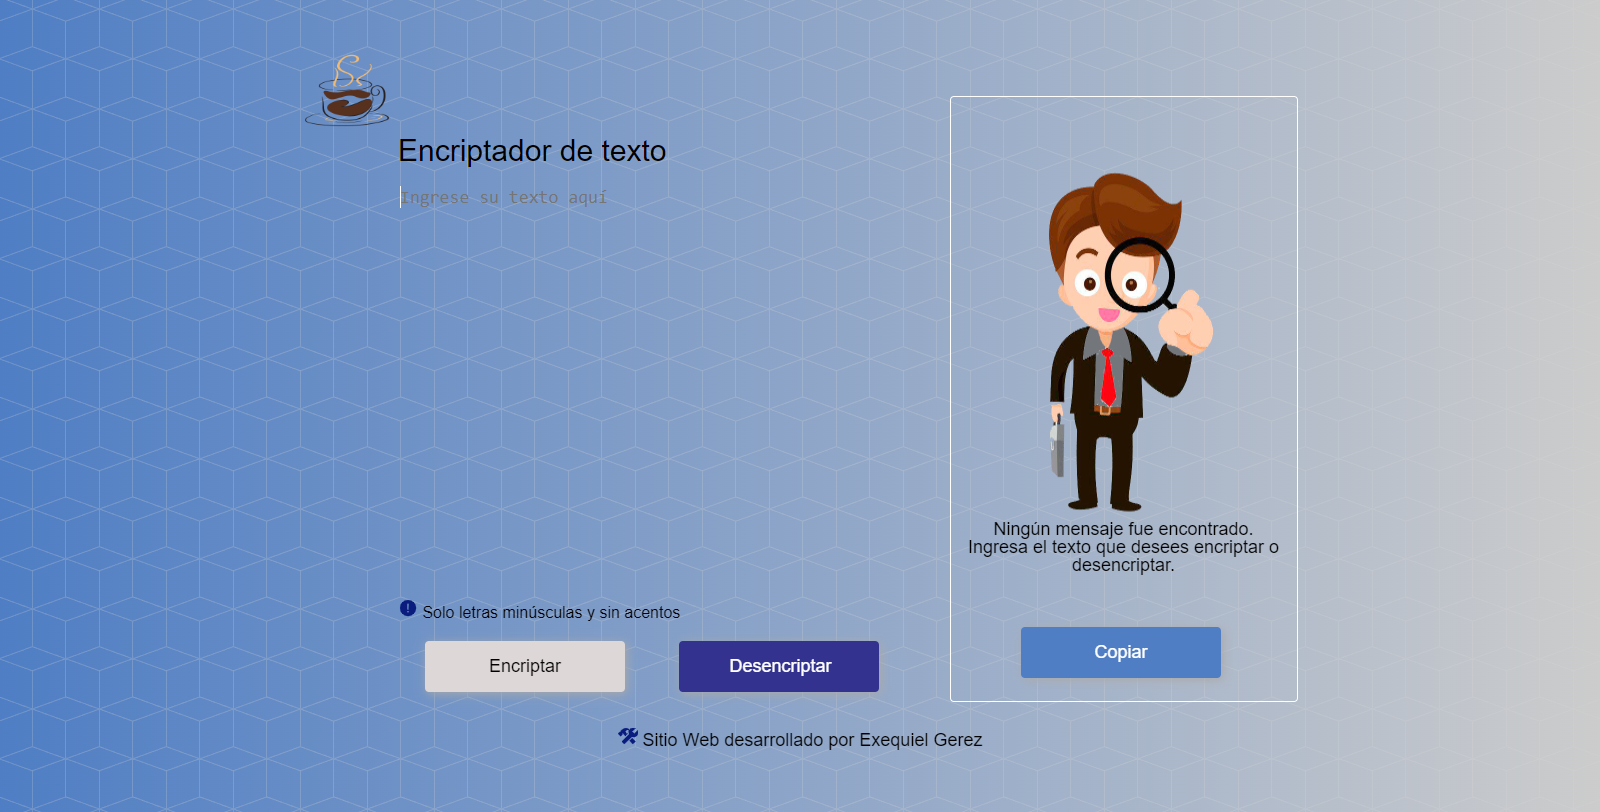 Encriptador de texto
Ingrese su texto aquí
Solo letras minúsculas y sin acentos
Encriptar
Desencriptar
Ningún mensaje fue encontrado.
Ingresa el texto que desees encriptar o
desencriptar.
Copiar
Sitio Web desarrollado por Exequiel Gerez